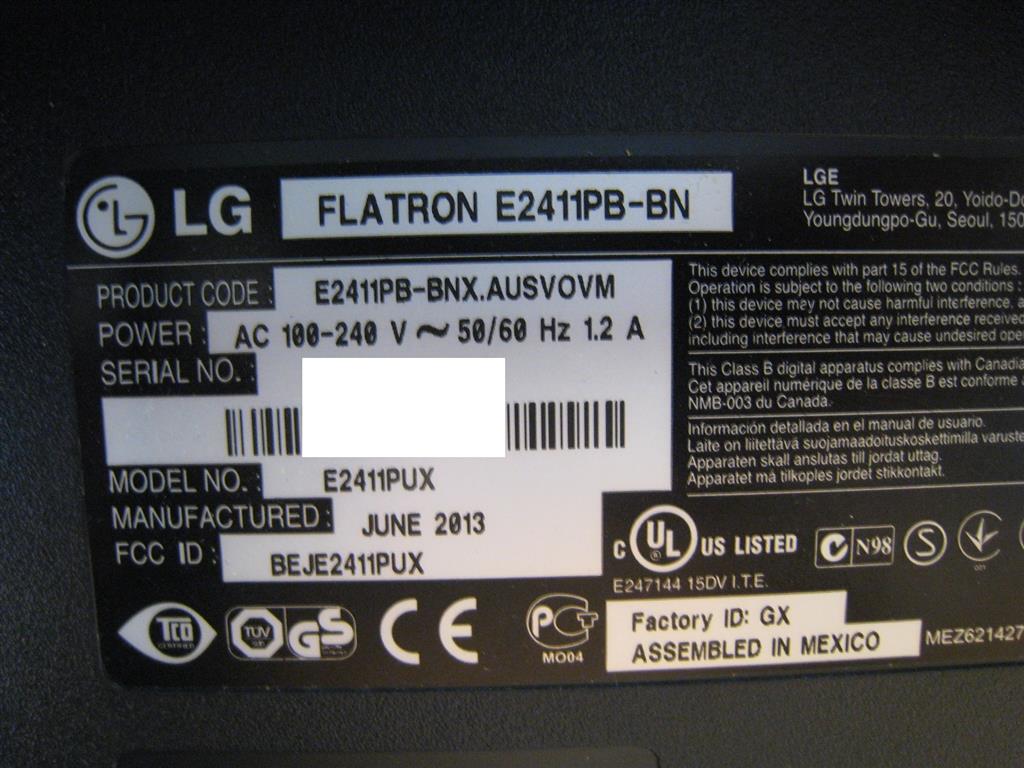 LG FLATRON E2411PB-BN
LGE
LG Twin Towers, 20, Yoido-Do
Youngdungpo-Gu, Seoul, 150
PRODUCT CODE : E2411PB-BNX.AUSVOVM
POWER : AC 100-240 V ~ 50/60 Hz 1.2 A
SERIAL NO. :
MODEL NO. : E2411PUX
MANUFACTURED : JUNE 2013
FCC ID : BEJE2411PUX
This device complies with part 15 of the FCC Rules.
Operation is subject to the following two conditions :
(1) this device mey not cause harmful interference. a
(2) this device must accept any interference received
including interference that may cause undesired ope
This Class B digital apparatus complies with Canadia
Cet appareil numérique de la classe B est conforme
NMB-003 du Canada.
Información detallada en el manual de usuario.
Laite on liitettävä suojamaadoituskoskettimilla varuste
Apparaten skall anslutas till jordat uttag.
Apparatet må tilkoples jordet stikkontakt.
C UL US LISTED
N98
S
E247144 15DV I.T.E.
TCO
CERTIFIED
TUV
GS
CE
PCT
MO04
Factory ID: GX
ASSEMBLED IN MEXICO
MEZ621427